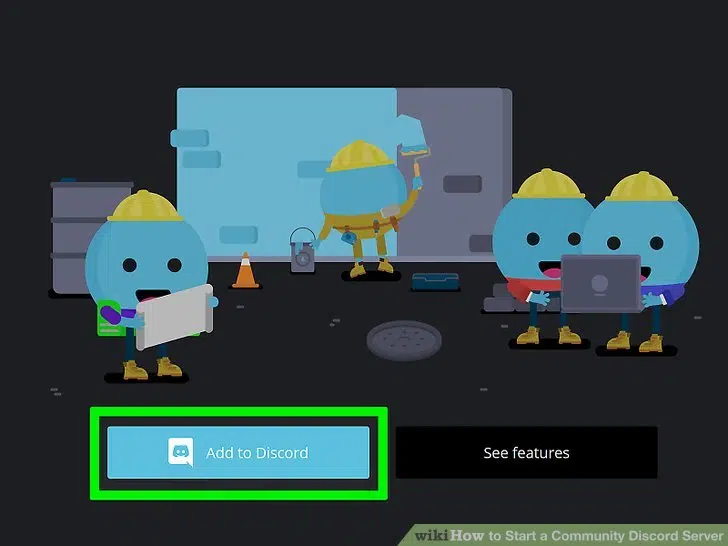 Add to Discord
See features
wikiHow to Start a Community Discord Server